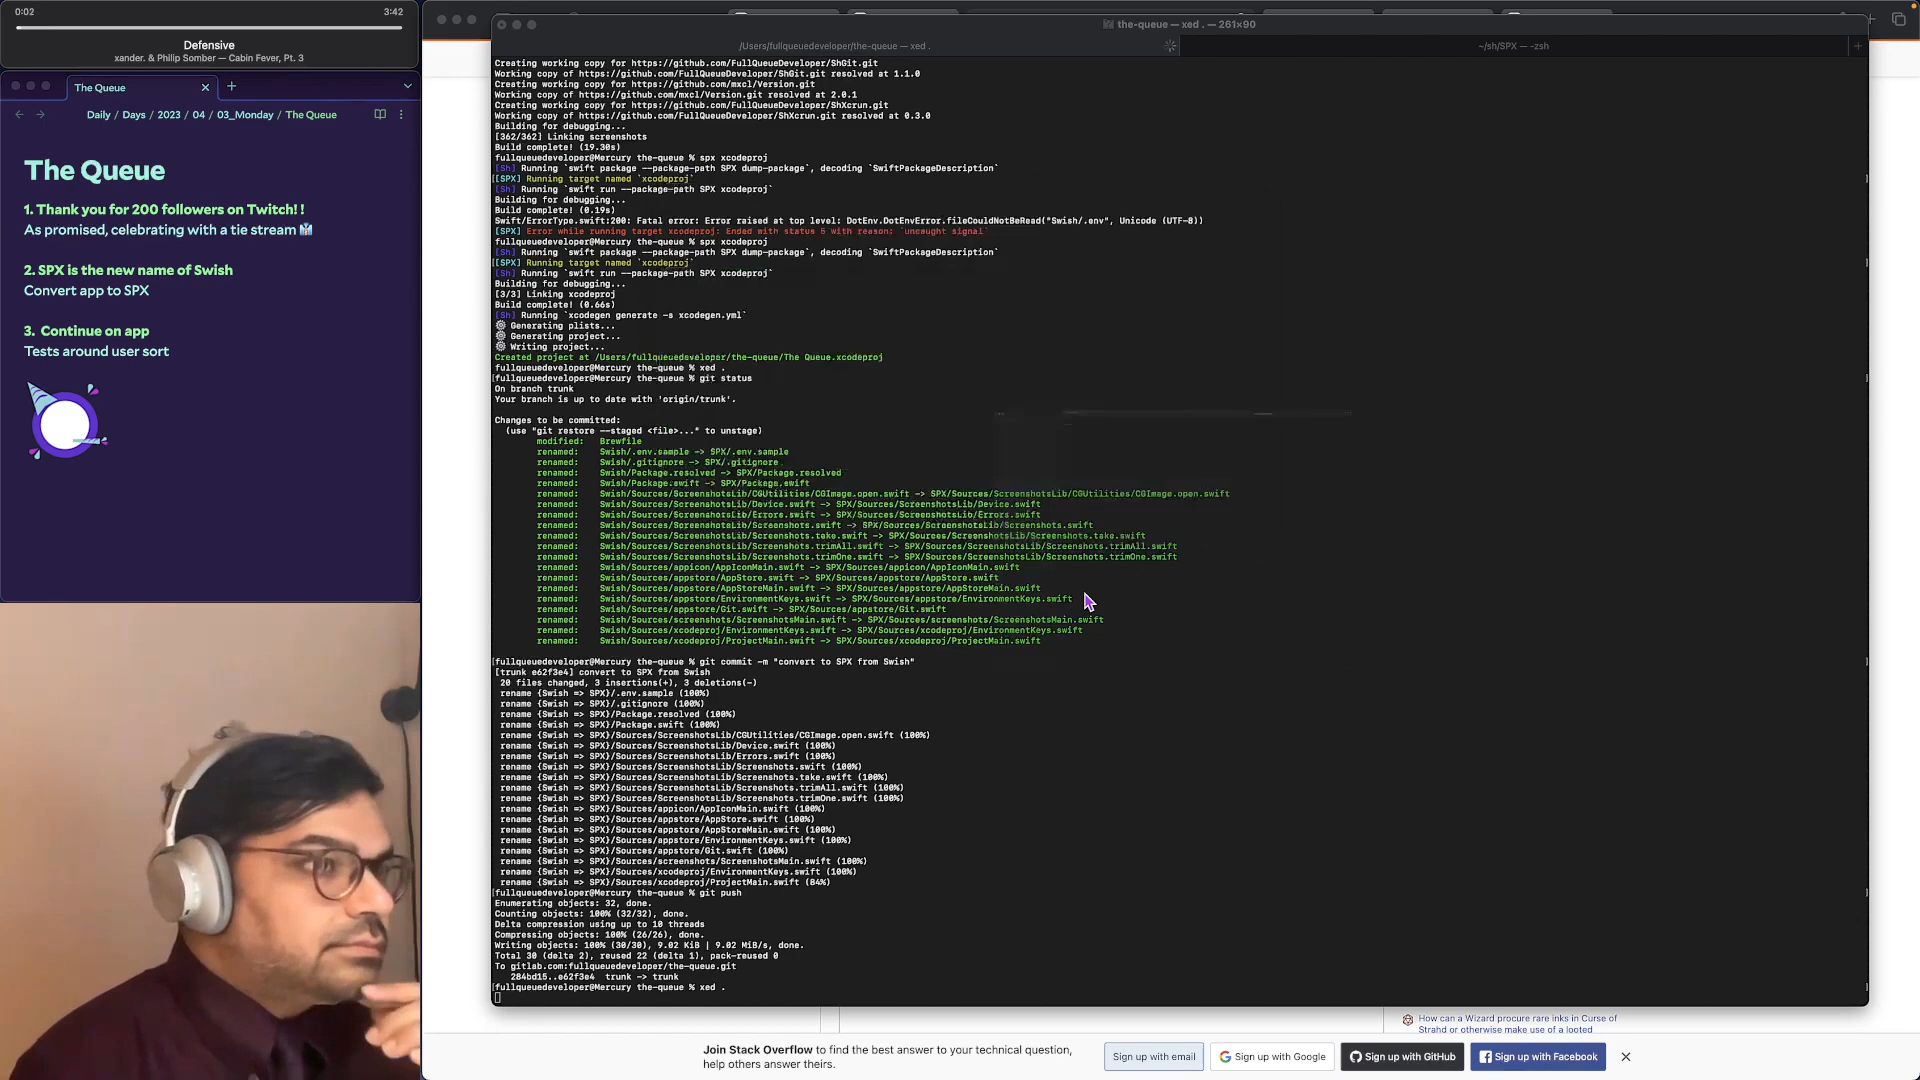 0:02
3:42
Defensive
xander. & Philip Somber — Cabin Fever, Pt. 3
The Queue
Daily / Days / 2023 / 04 / 03_Monday / The Queue
The Queue
1. Thank you for 200 followers on Twitch! !
As promised, celebrating with a tie stream 👔
2. SPX is the new name of Swish
Convert app to SPX
3. Continue on app
Tests around user sort
the-queue — xed . — 261×90
/Users/fullqueuedeveloper/the-queue — xed .
~/sh/SPX — -zsh
Creating working copy for https://github.com/FullQueueDeveloper/ShGit.git
Working copy of https://github.com/FullQueueDeveloper/ShGit.git resolved at 1.1.0
Creating working copy for https://github.com/mxcl/Version.git
Working copy of https://github.com/mxcl/Version.git resolved at 2.0.1
Creating working copy for https://github.com/FullQueueDeveloper/ShXcrun.git
Working copy of https://github.com/FullQueueDeveloper/ShXcrun.git resolved at 0.3.0
Building for debugging...
[362/362] Linking screenshots
Build complete! (19.30s)
fullqueuedeveloper@Mercury the-queue % spx xcodeproj
[Sh] Running `swift package --package-path SPX dump-package`, decoding `SwiftPackageDescription`
[SPX] Running target named `xcodeproj`
[Sh] Running `swift run --package-path SPX xcodeproj`
Building for debugging...
Build complete! (0.19s)
Swift/ErrorType.swift:200: Fatal error: Error raised at top level: DotEnv.DotEnvError.fileCouldNotBeRead("Swish/.env", Unicode (UTF-8))
[SPX] Error while running target xcodeproj: Ended with status 5 with reason: `uncaught signal`
fullqueuedeveloper@Mercury the-queue % spx xcodeproj
[Sh] Running `swift package --package-path SPX dump-package`, decoding `SwiftPackageDescription`
[SPX] Running target named `xcodeproj`
[Sh] Running `swift run --package-path SPX xcodeproj`
Building for debugging...
[3/3] Linking xcodeproj
Build complete! (0.66s)
[Sh] Running `xcodegen generate -s xcodegen.yml`
⚙️ Generating plists...
⚙️ Generating project...
⚙️ Writing project...
Created project at /Users/fullqueuedeveloper/the-queue/The Queue.xcodeproj
fullqueuedeveloper@Mercury the-queue % xed .
[fullqueuedeveloper@Mercury the-queue % git status
On branch trunk
Your branch is up to date with 'origin/trunk'.
Changes to be committed:
(use "git restore --staged <file>..." to unstage)
modified: Brewfile
renamed: Swish/.env.sample -> SPX/.env.sample
renamed: Swish/.gitignore -> SPX/.gitignore
renamed: Swish/Package.resolved -> SPX/Package.resolved
renamed: Swish/Package.swift -> SPX/Package.swift
renamed: Swish/Sources/ScreenshotsLib/CGUtilities/CGImage.open.swift -> SPX/Sources/ScreenshotsLib/CGUtilities/CGImage.open.swift
renamed: Swish/Sources/ScreenshotsLib/Device.swift -> SPX/Sources/ScreenshotsLib/Device.swift
renamed: Swish/Sources/ScreenshotsLib/Errors.swift -> SPX/Sources/ScreenshotsLib/Errors.swift
renamed: Swish/Sources/ScreenshotsLib/Screenshots.swift -> SPX/Sources/ScreenshotsLib/Screenshots.swift
renamed: Swish/Sources/ScreenshotsLib/Screenshots.take.swift -> SPX/Sources/ScreenshotsLib/Screenshots.take.swift
renamed: Swish/Sources/ScreenshotsLib/Screenshots.trimAll.swift -> SPX/Sources/ScreenshotsLib/Screenshots.trimAll.swift
renamed: Swish/Sources/ScreenshotsLib/Screenshots.trimOne.swift -> SPX/Sources/ScreenshotsLib/Screenshots.trimOne.swift
renamed: Swish/Sources/appicon/AppIconMain.swift -> SPX/Sources/appicon/AppIconMain.swift
renamed: Swish/Sources/appstore/AppStore.swift -> SPX/Sources/appstore/AppStore.swift
renamed: Swish/Sources/appstore/AppStoreMain.swift -> SPX/Sources/appstore/AppStoreMain.swift
renamed: Swish/Sources/appstore/EnvironmentKeys.swift -> SPX/Sources/appstore/EnvironmentKeys.swift
renamed: Swish/Sources/appstore/Git.swift -> SPX/Sources/appstore/Git.swift
renamed: Swish/Sources/screenshots/ScreenshotsMain.swift -> SPX/Sources/screenshots/ScreenshotsMain.swift
renamed: Swish/Sources/xcodeproj/EnvironmentKeys.swift -> SPX/Sources/xcodeproj/EnvironmentKeys.swift
renamed: Swish/Sources/xcodeproj/ProjectMain.swift -> SPX/Sources/xcodeproj/ProjectMain.swift
[fullqueuedeveloper@Mercury the-queue % git commit -m "convert to SPX from Swish"
[trunk e62f3e4] convert to SPX from Swish
20 files changed, 3 insertions(+), 3 deletions(-)
rename {Swish => SPX}/.env.sample (100%)
rename {Swish => SPX}/.gitignore (100%)
rename {Swish => SPX}/Package.resolved (100%)
rename {Swish => SPX}/Package.swift (100%)
rename {Swish => SPX}/Sources/ScreenshotsLib/CGUtilities/CGImage.open.swift (100%)
rename {Swish => SPX}/Sources/ScreenshotsLib/Device.swift (100%)
rename {Swish => SPX}/Sources/ScreenshotsLib/Errors.swift (100%)
rename {Swish => SPX}/Sources/ScreenshotsLib/Screenshots.swift (100%)
rename {Swish => SPX}/Sources/ScreenshotsLib/Screenshots.take.swift (100%)
rename {Swish => SPX}/Sources/ScreenshotsLib/Screenshots.trimAll.swift (100%)
rename {Swish => SPX}/Sources/ScreenshotsLib/Screenshots.trimOne.swift (100%)
rename {Swish => SPX}/Sources/appicon/AppIconMain.swift (100%)
rename {Swish => SPX}/Sources/appstore/AppStore.swift (100%)
rename {Swish => SPX}/Sources/appstore/AppStoreMain.swift (100%)
rename {Swish => SPX}/Sources/appstore/EnvironmentKeys.swift (100%)
rename {Swish => SPX}/Sources/appstore/Git.swift (100%)
rename {Swish => SPX}/Sources/screenshots/ScreenshotsMain.swift (100%)
rename {Swish => SPX}/Sources/xcodeproj/EnvironmentKeys.swift (100%)
rename {Swish => SPX}/Sources/xcodeproj/ProjectMain.swift (84%)
[fullqueuedeveloper@Mercury the-queue % git push
Enumerating objects: 32, done.
Counting objects: 100% (32/32), done.
Delta compression using up to 10 threads
Compressing objects: 100% (26/26), done.
Writing objects: 100% (30/30), 9.02 KiB | 9.02 MiB/s, done.
Total 30 (delta 2), reused 22 (delta 1), pack-reused 0
To gitlab.com:fullqueuedeveloper/the-queue.git
284bd15..e62f3e4 trunk -> trunk
[fullqueuedeveloper@Mercury the-queue % xed .
How can a Wizard procure rare inks in Curse of
Strahd or otherwise make use of a looted
Join Stack Overflow to find the best answer to your technical question,
help others answer theirs.
Sign up with email
Sign up with Google
Sign up with GitHub
Sign up with Facebook